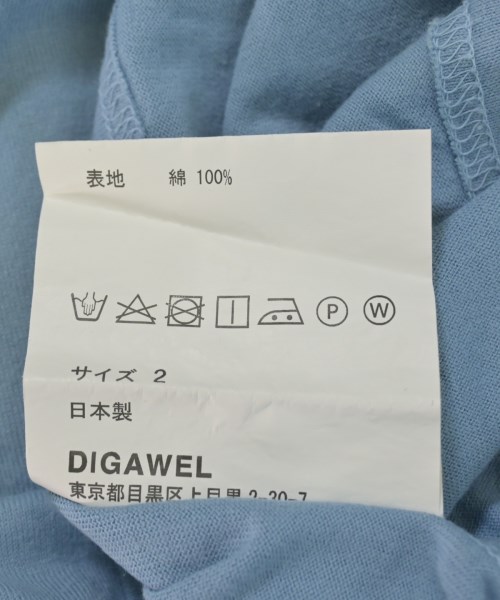 表地 綿 100%
P W
サイズ 2
日本製
DIGAWEL
東京都目黒区上目黒 2-30-7